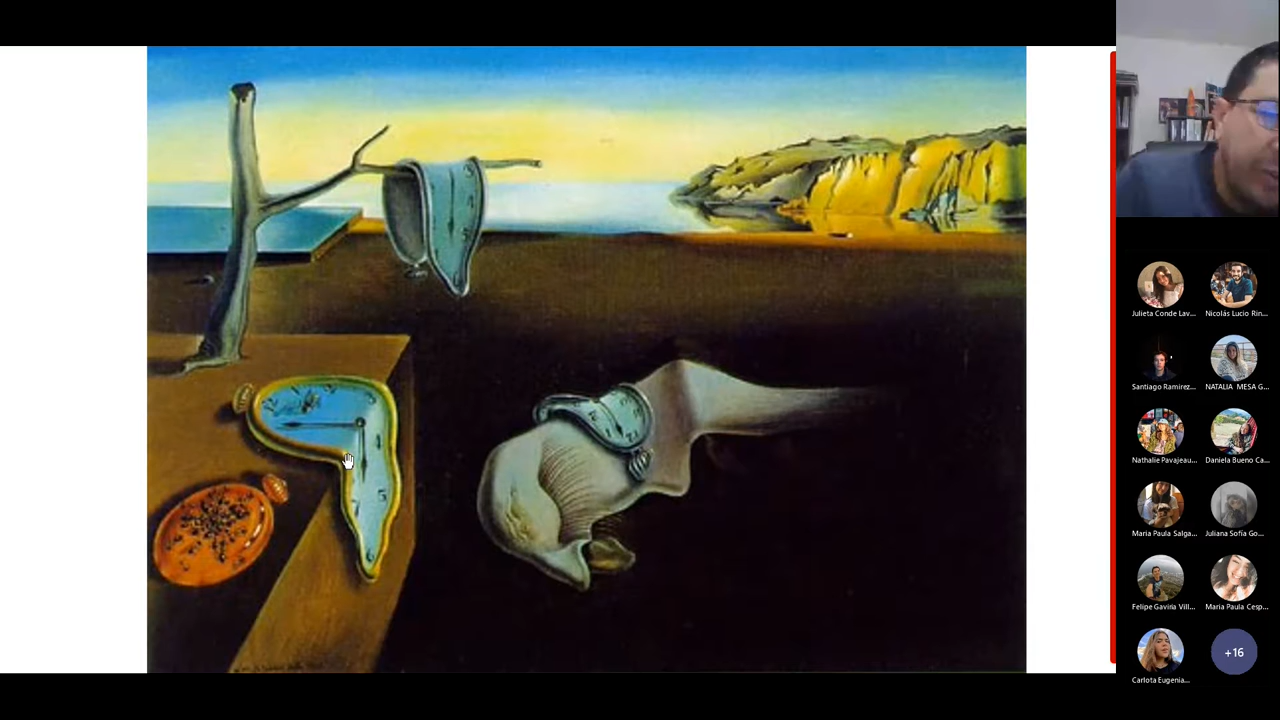 Julieta Conde Lav...
Nicolás Lucio Rin...
Santiago Ramirez...
NATALIA MESA G...
Nathalie Pavajeau...
Daniela Bueno Ca...
Maria Paula Salga...
Juliana Sofía Go...
Felipe Gaviria Vill...
Maria Paula Cesp...
Carlota Eugenia...
+16